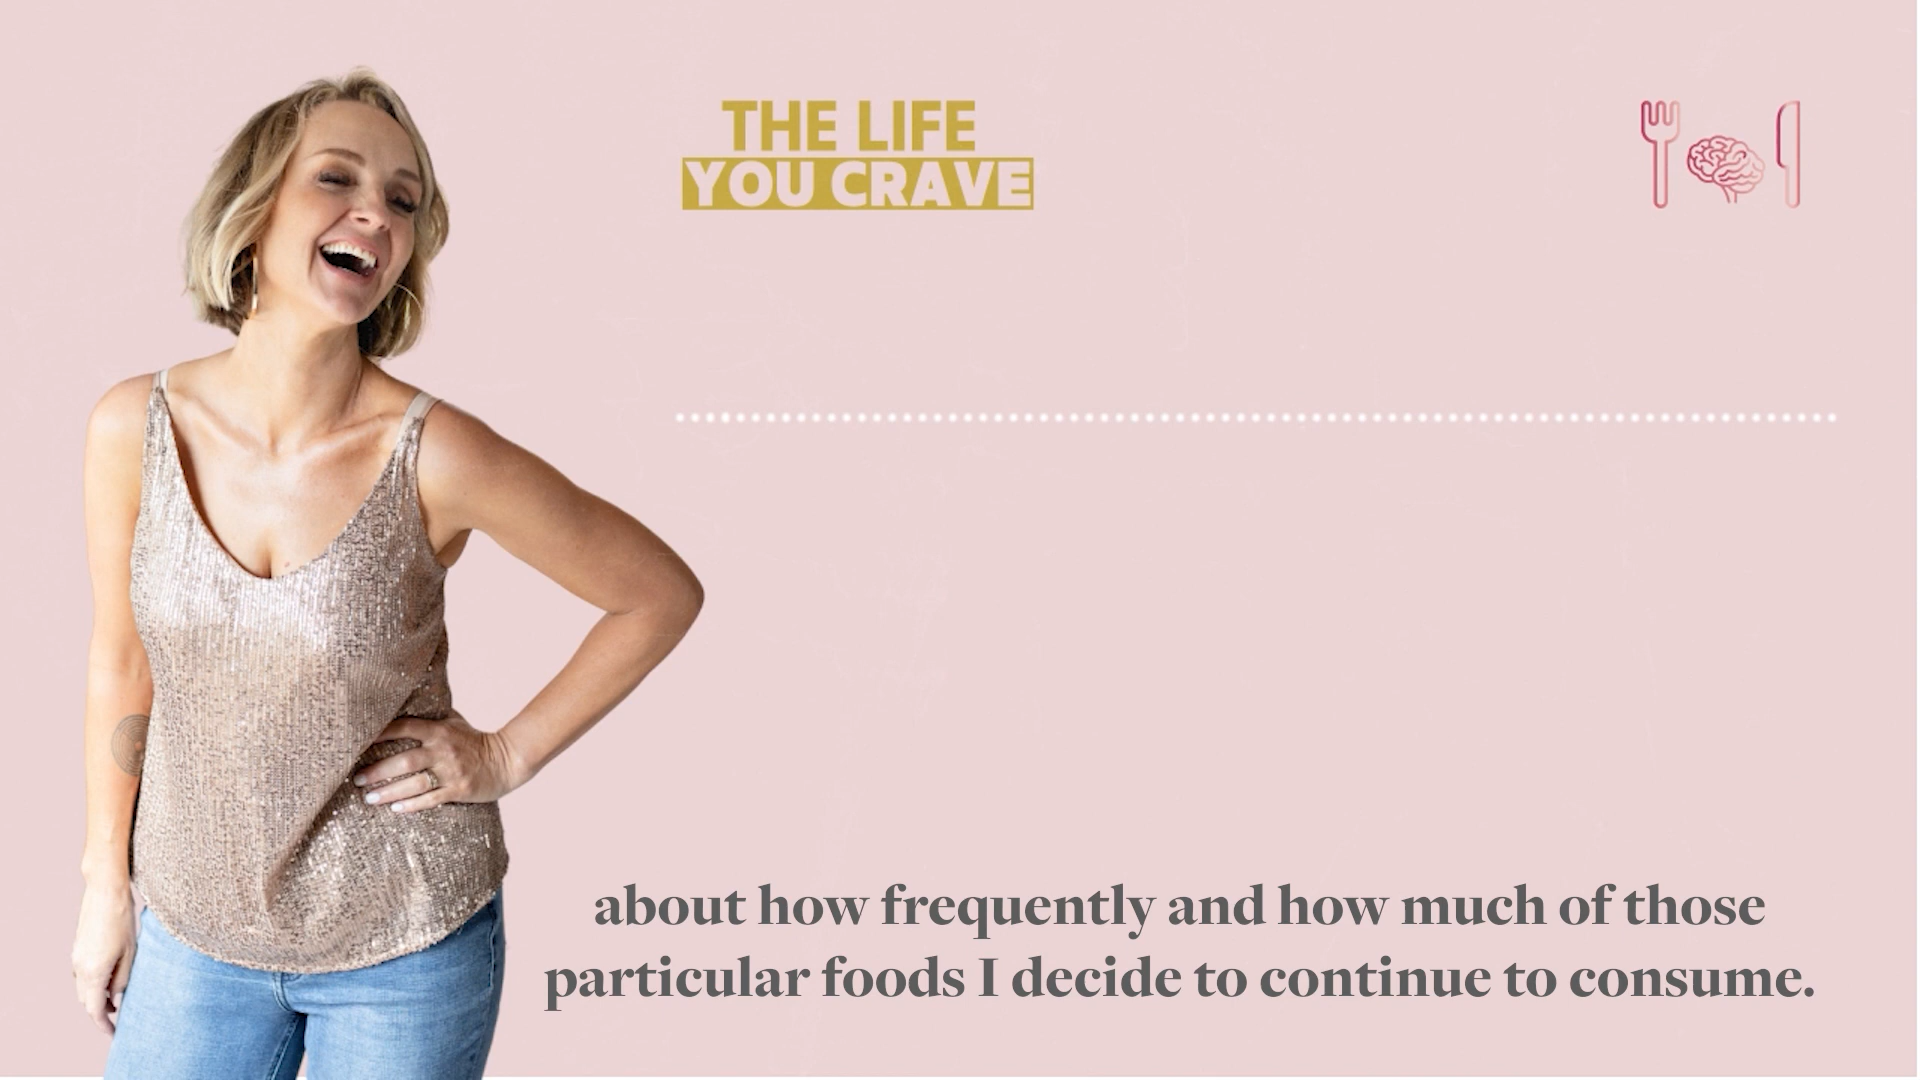 THE LIFE
YOU CRAVE
about how frequently and how much of those
particular foods I decide to continue to consume.